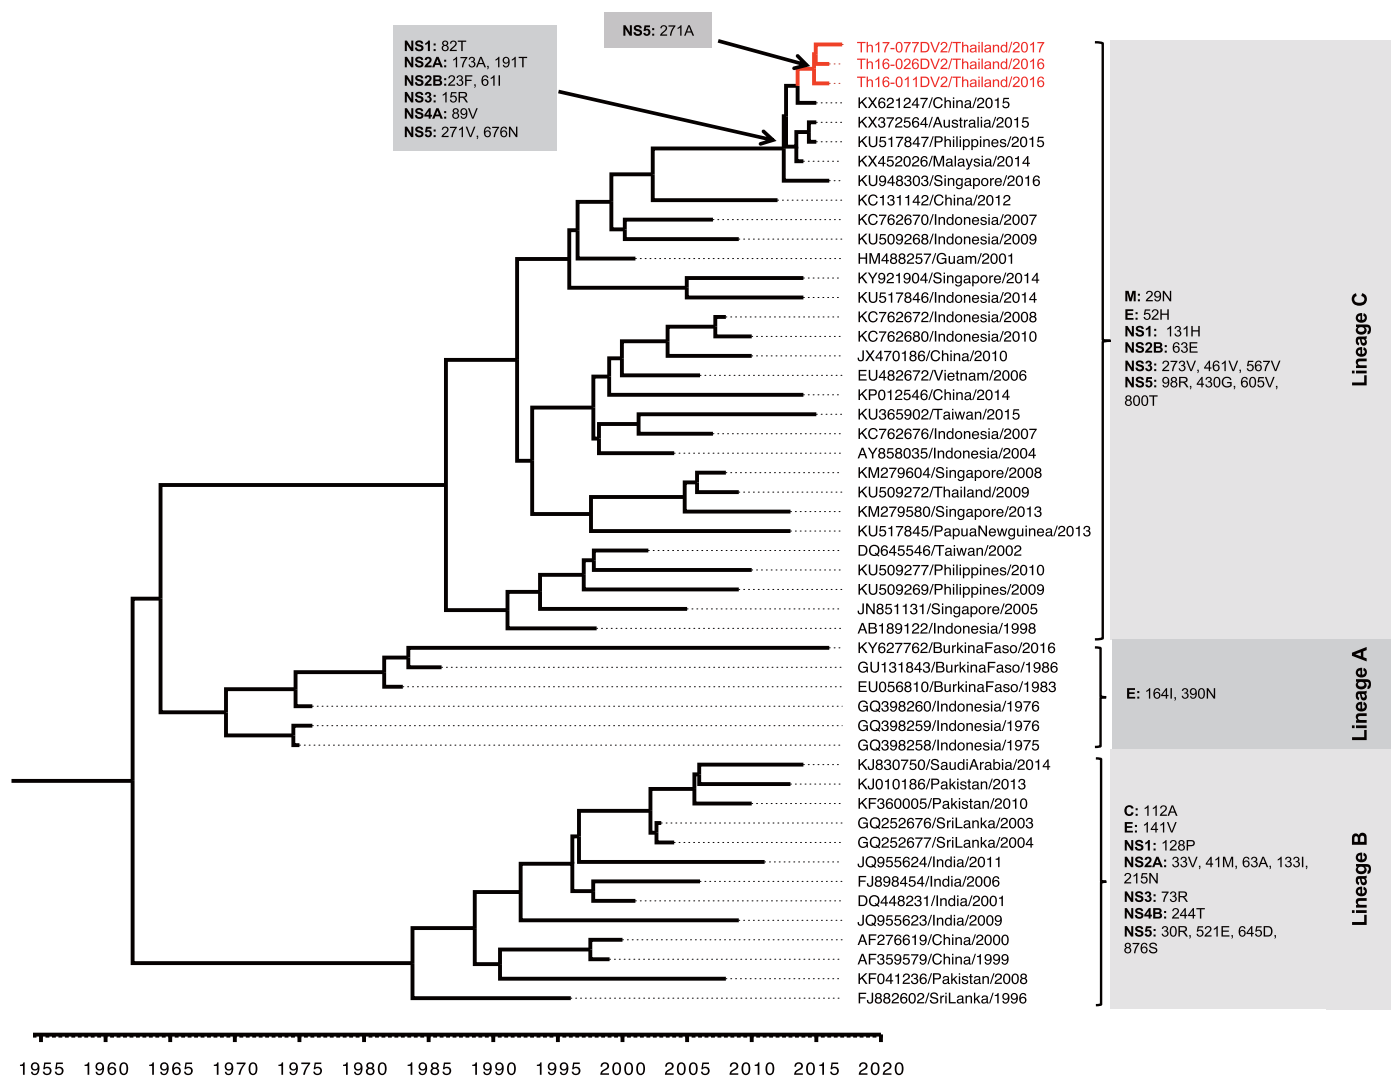 NS5: 271A
NS1: 82T
NS2A: 173A, 191T
NS2B:23F, 61I
NS3: 15R
NS4A: 89V
NS5: 271V, 676N
Th17-077DV2/Thailand/2017
Th16-026DV2/Thailand/2016
Th16-011DV2/Thailand/2016
KX621247/China/2015
KX372564/Australia/2015
KU517847/Philippines/2015
KX452026/Malaysia/2014
KU948303/Singapore/2016
KC131142/China/2012
KC762670/Indonesia/2007
KU509268/Indonesia/2009
HM488257/Guam/2001
KY921904/Singapore/2014
KU517846/Indonesia/2014
KC762672/Indonesia/2008
KC762680/Indonesia/2010
JX470186/China/2010
EU482672/Vietnam/2006
KP012546/China/2014
KU365902/Taiwan/2015
KC762676/Indonesia/2007
AY858035/Indonesia/2004
KM279604/Singapore/2008
KU509272/Thailand/2009
KM279580/Singapore/2013
KU517845/PapuaNewguinea/2013
DQ645546/Taiwan/2002
KU509277/Philippines/2010
KU509269/Philippines/2009
JN851131/Singapore/2005
AB189122/Indonesia/1998
KY627762/BurkinaFaso/2016
GU131843/BurkinaFaso/1986
EU056810/BurkinaFaso/1983
GQ398260/Indonesia/1976
GQ398259/Indonesia/1976
GQ398258/Indonesia/1975
KJ830750/SaudiArabia/2014
KJ010186/Pakistan/2013
KF360005/Pakistan/2010
GQ252676/SriLanka/2003
GQ252677/SriLanka/2004
JQ955624/India/2011
FJ898454/India/2006
DQ448231/India/2001
JQ955623/India/2009
AF276619/China/2000
AF359579/China/1999
KF041236/Pakistan/2008
FJ882602/SriLanka/1996
M: 29N
E: 52H
NS1: 131H
NS2B: 63E
NS3: 273V, 461V, 567V
NS5: 98R, 430G, 605V,
800T
Lineage C
E: 164I, 390N
Lineage A
C: 112A
E: 141V
NS1: 128P
NS2A: 33V, 41M, 63A, 133I,
215N
NS3: 73R
NS4B: 244T
NS5: 30R, 521E, 645D,
876S
Lineage B
1955 1960 1965 1970 1975 1980 1985 1990 1995 2000 2005 2010 2015 2020